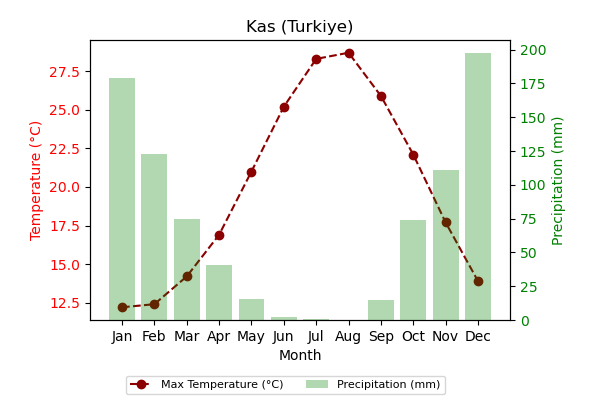 Kas (Turkiye)
27.5
25.0
22.5
20.0
17.5
15.0
12.5
Temperature (°C)
200
175
150
125
100
75
50
25
0
Precipitation (mm)
Jan Feb Mar Apr May Jun Jul Aug Sep Oct Nov Dec
Month
Max Temperature (°C) Precipitation (mm)